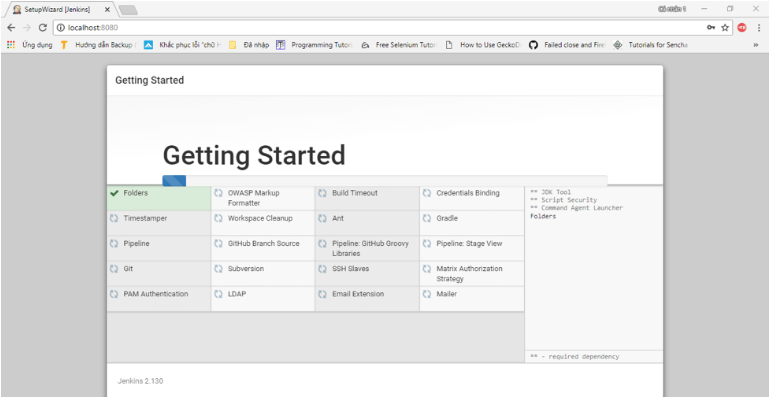 SetupWizard [Jenkins]
localhost:8080
Ứng dụng
Hướng dẫn Backup
Khắc phục lỗi "chữ
Đã nhập
Programming Tutori
Free Selenium Tutor
How to Use GeckoD
Failed close and Fire
Tutorials for Sencha
Getting Started
Getting Started
Folders
OWASP Markup
Formatter
Build Timeout
Credentials Binding
Timestamper
Workspace Cleanup
Ant
Gradle
Pipeline
GitHub Branch Source
Pipeline: GitHub Groovy
Libraries
Pipeline: Stage View
Git
Subversion
SSH Slaves
Matrix Authorization
Strategy
PAM Authentication
LDAP
Email Extension
Mailer
** JDK Tool
** Script Security
** Command Agent Launcher
Folders
** - required dependency
Jenkins 2.130